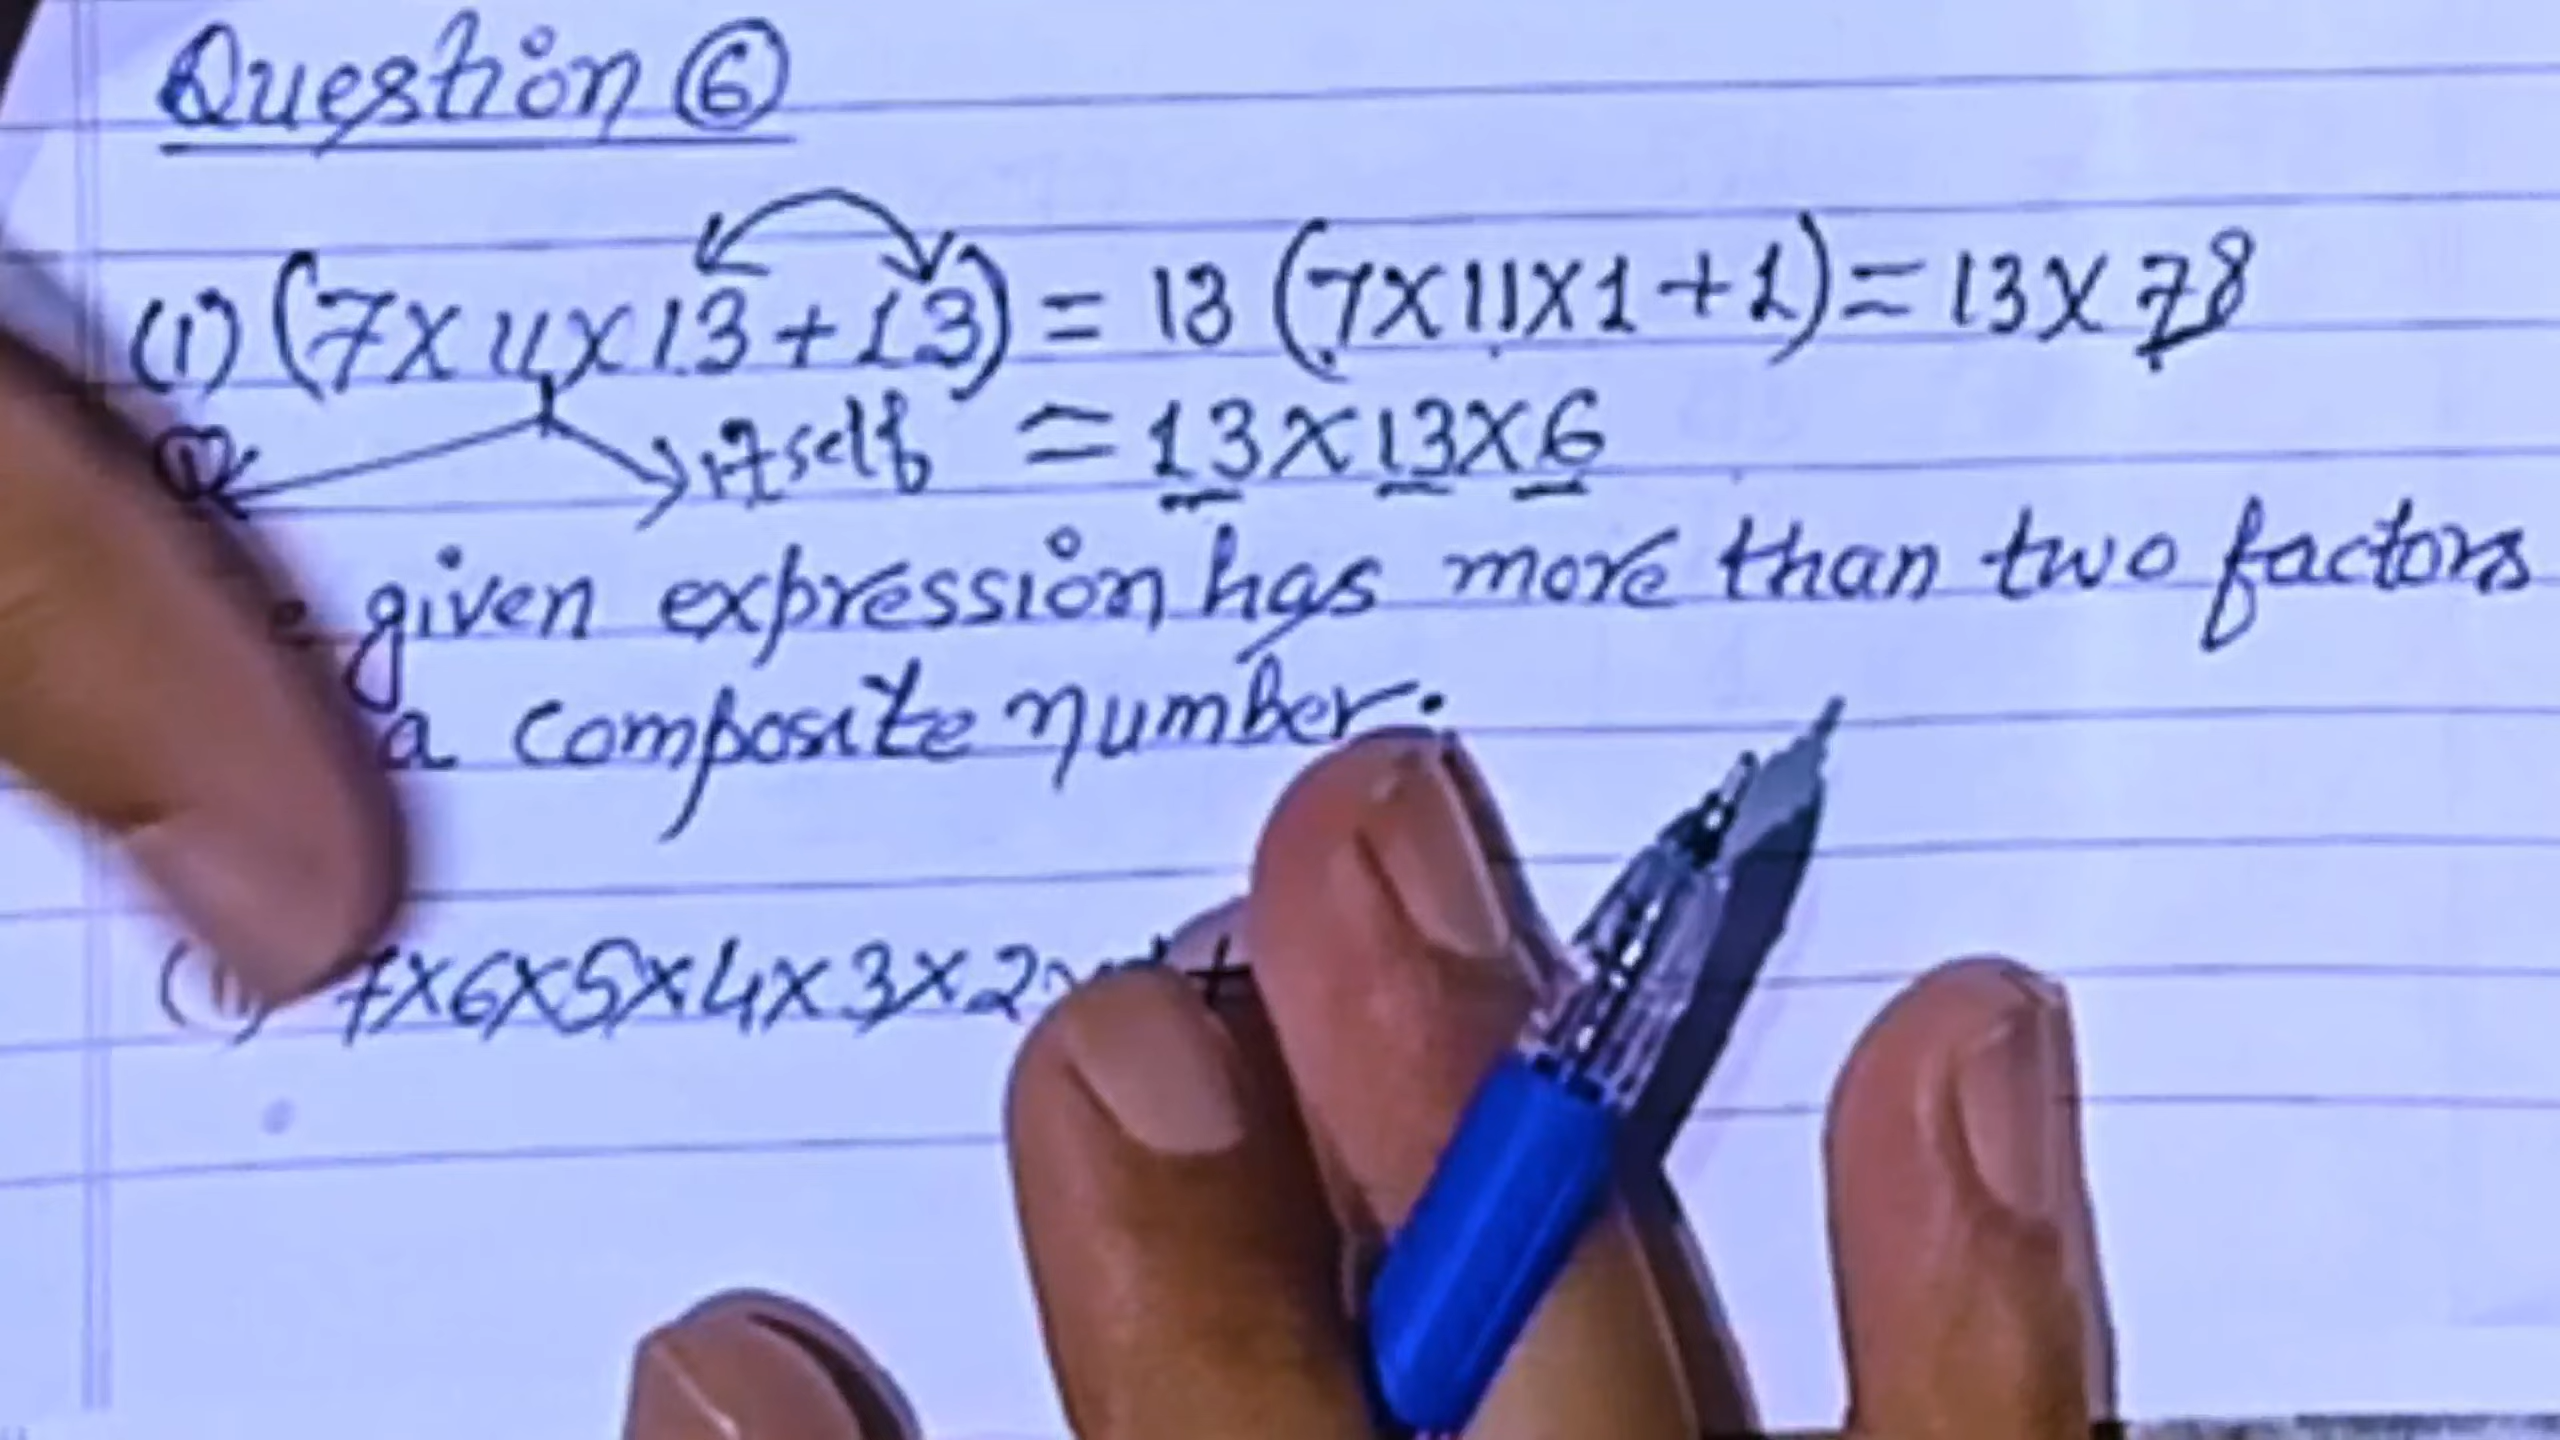 Question ⑥
(i) (7×11×13+13) = 13 (7×11×1+1) = 13×78
① itself = 13×13×6
given expression has more than two factors
a composite number.
7×6×5×4×3×2× +